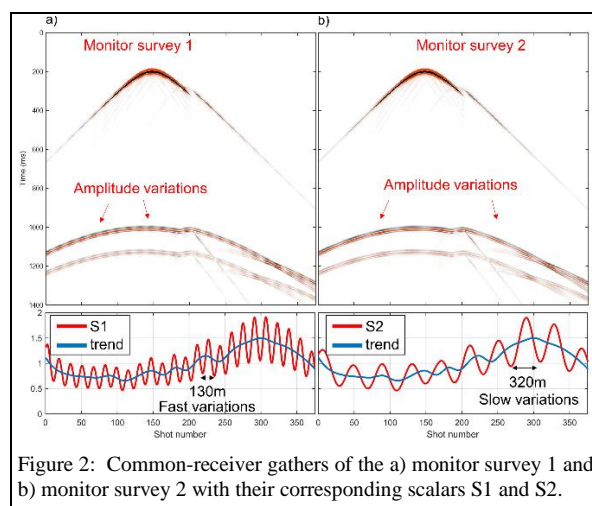 a)
b)
Monitor survey 1
Monitor survey 2
Amplitude variations
Amplitude variations
Time (ms)
0
200
400
600
800
1000
1200
1400
2
1.5
1
0.5
0
S1
trend
130m
Fast variations
S2
trend
320m
Slow variations
0 50 100 150 200 250 300 350
0 50 100 150 200 250 300 350
Shot number
Shot number
Figure 2: Common-receiver gathers of the a) monitor survey 1 and
b) monitor survey 2 with their corresponding scalars S1 and S2.